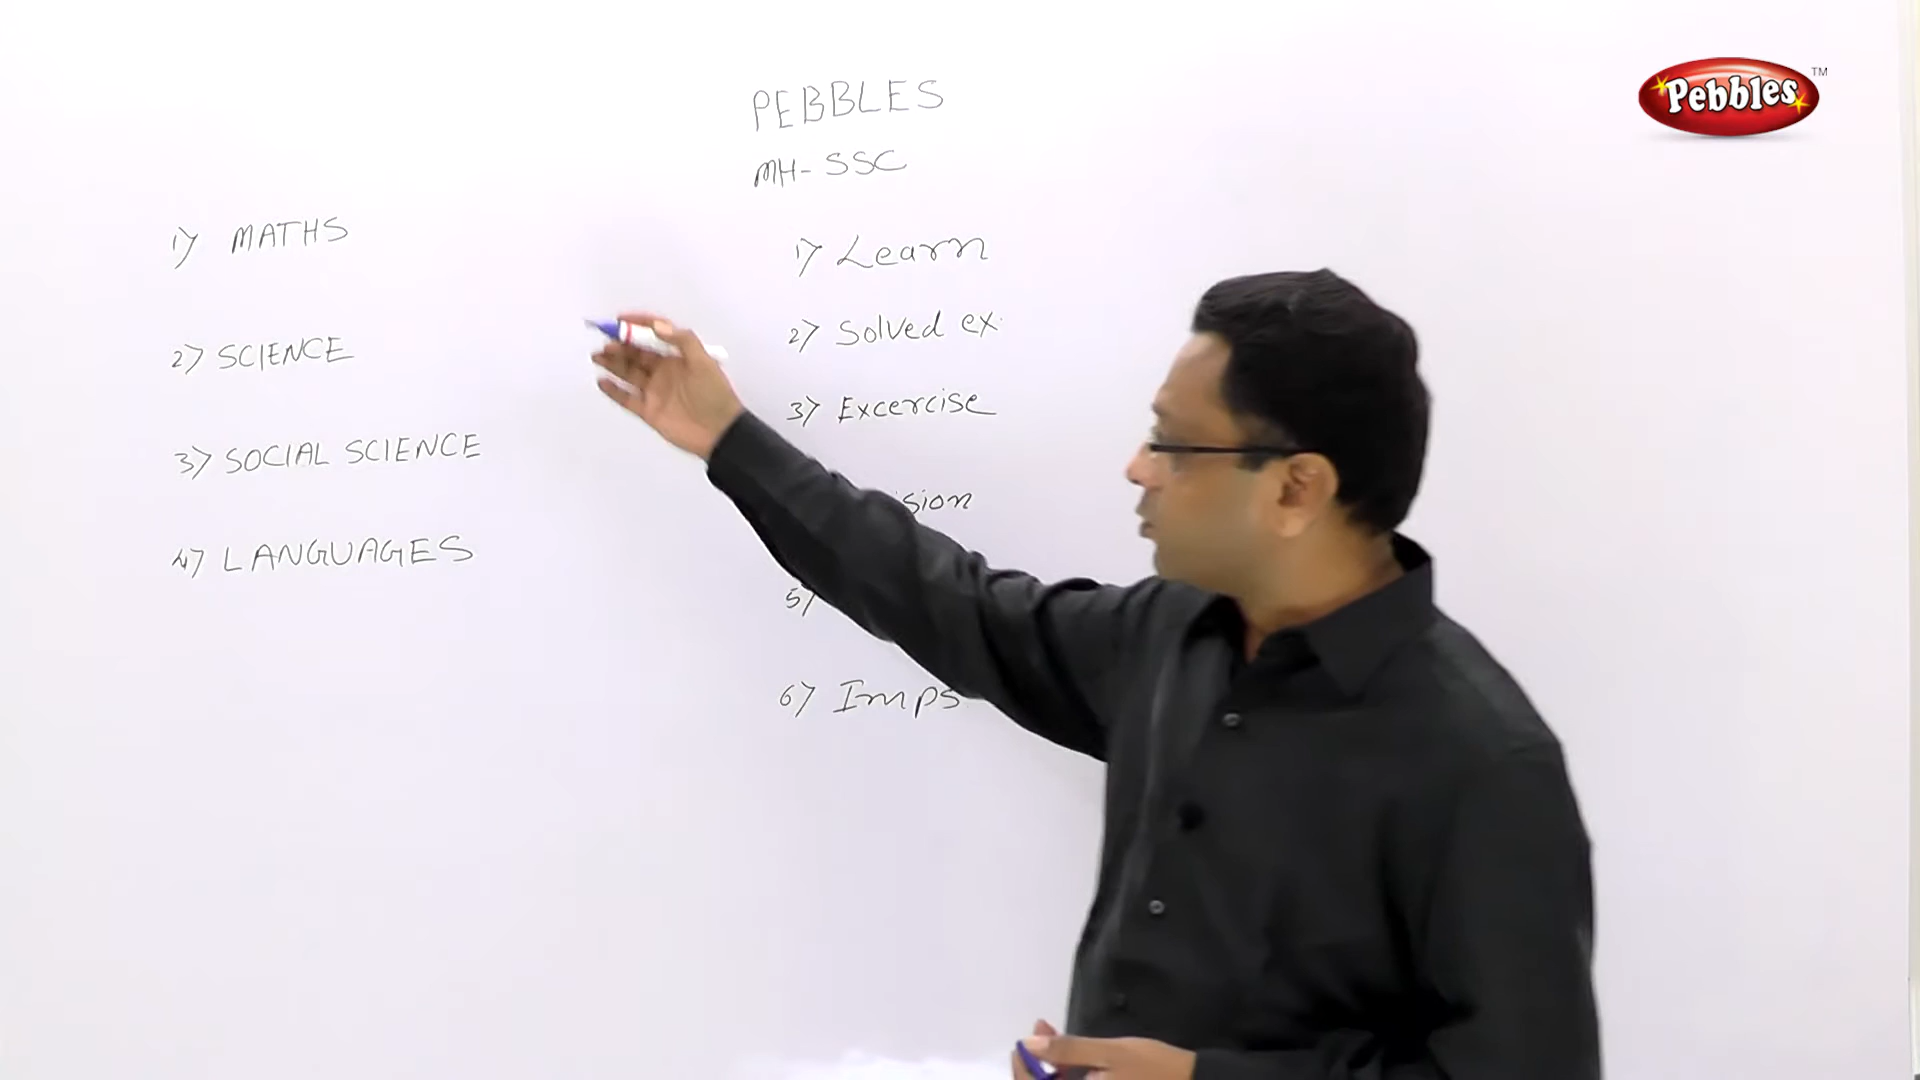 PEBBLES
MH-SSC
1) MATHS
2) SCIENCE
3) SOCIAL SCIENCE
4) LANGUAGES
1) Learn
2) Solved ex.
3) Excercise
sion
5)
6) Imps
Pebbles TM